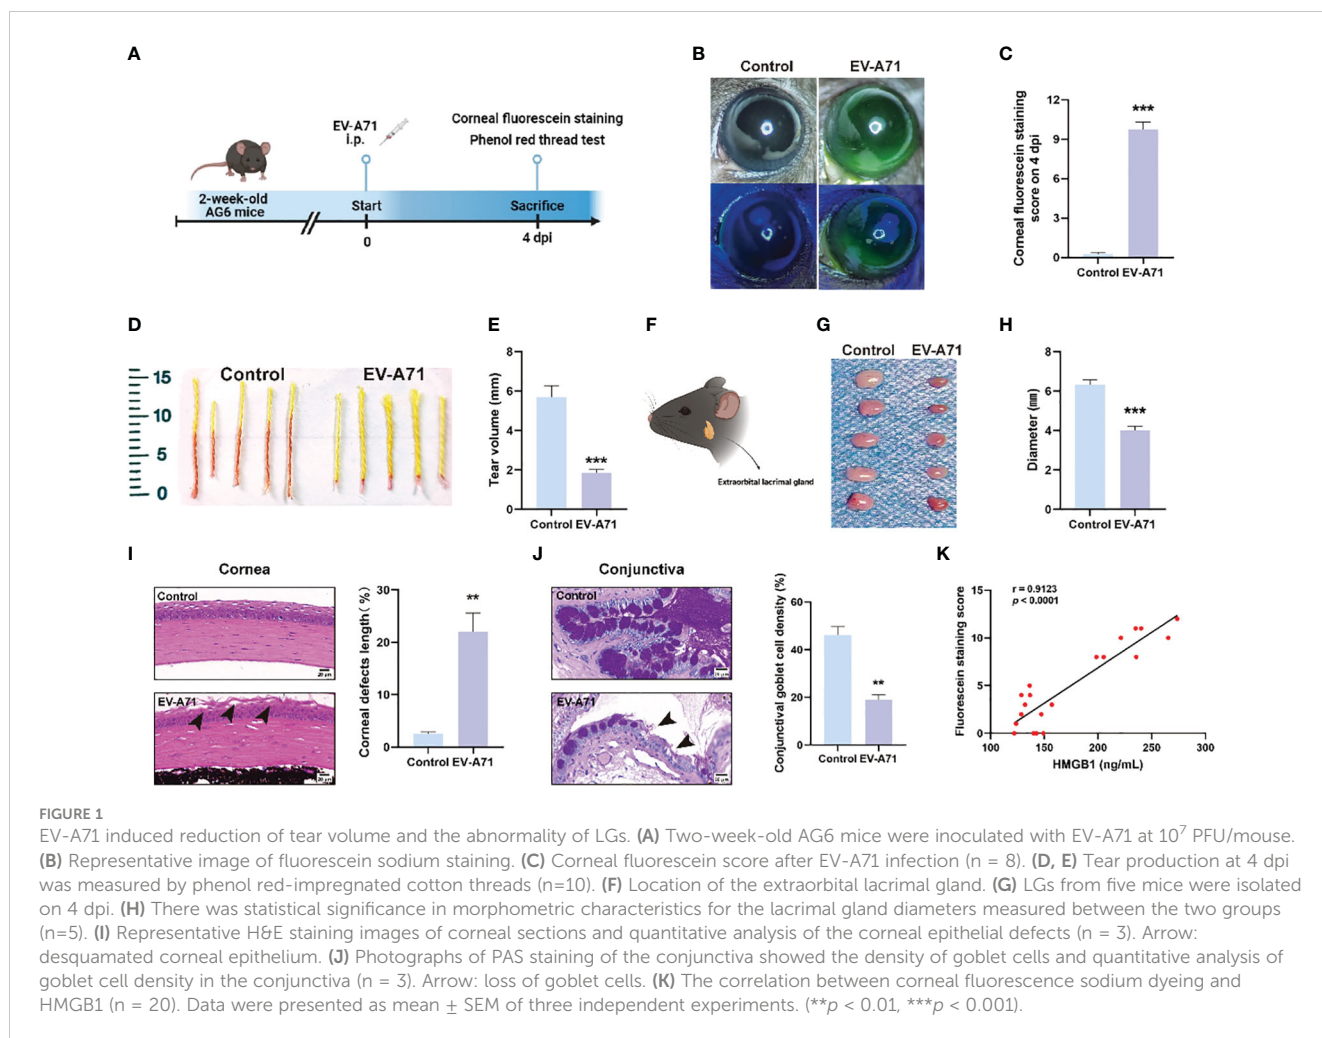 A
EV-A71
i.p.
Corneal fluorescein staining
Phenol red thread test
2-week-old
AG6 mice
Start
Sacrifice
0
4 dpi
B
Control
EV-A71
C
Corneal fluorescein staining
score on 4 dpi
12
9
6
3
0
***
Control EV-A71
D
15
10
5
0
Control
EV-A71
E
Tear volume (mm)
8
6
4
2
0
***
Control EV-A71
F
Extraorbital lacrimal gland
G
Control
EV-A71
H
Diameter (mm)
8
6
4
2
0
***
Control EV-A71
I
Cornea
Control
20 μm
EV-A71
20 μm
Corneal defects length (%)
30
20
10
0
**
Control EV-A71
J
Conjunctiva
Control
EV-A71
Conjunctival goblet cell density (%)
60
40
20
0
**
Control EV-A71
K
r = 0.9123
p < 0.0001
Fluorescein staining score
15
10
5
0
100
150
200
250
300
HMGB1 (ng/mL)
FIGURE 1
EV-A71 induced reduction of tear volume and the abnormality of LGs. (A) Two-week-old AG6 mice were inoculated with EV-A71 at 10⁷ PFU/mouse.
(B) Representative image of fluorescein sodium staining. (C) Corneal fluorescein score after EV-A71 infection (n = 8). (D, E) Tear production at 4 dpi
was measured by phenol red-impregnated cotton threads (n=10). (F) Location of the extraorbital lacrimal gland. (G) LGs from five mice were isolated
on 4 dpi. (H) There was statistical significance in morphometric characteristics for the lacrimal gland diameters measured between the two groups
(n=5). (I) Representative H&E staining images of corneal sections and quantitative analysis of the corneal epithelial defects (n = 3). Arrow:
desquamated corneal epithelium. (J) Photographs of PAS staining of the conjunctiva showed the density of goblet cells and quantitative analysis of
goblet cell density in the conjunctiva (n = 3). Arrow: loss of goblet cells. (K) The correlation between corneal fluorescence sodium dyeing and
HMGB1 (n = 20). Data were presented as mean ± SEM of three independent experiments. (**p < 0.01, ***p < 0.001).